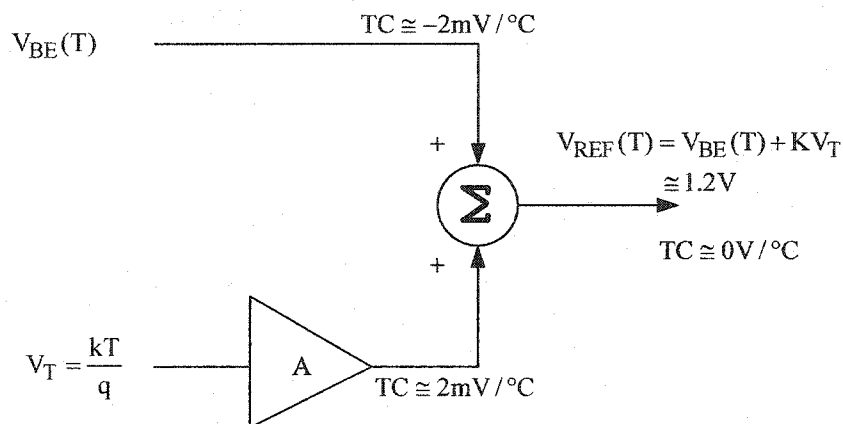 TC ≅ –2mV / °C
V_BE(T)
+
V_REF(T) = V_BE(T) + KV_T
≅ 1.2V
Σ
TC ≅ 0V / °C
+
V_T = kT/q
A
TC ≅ 2mV / °C